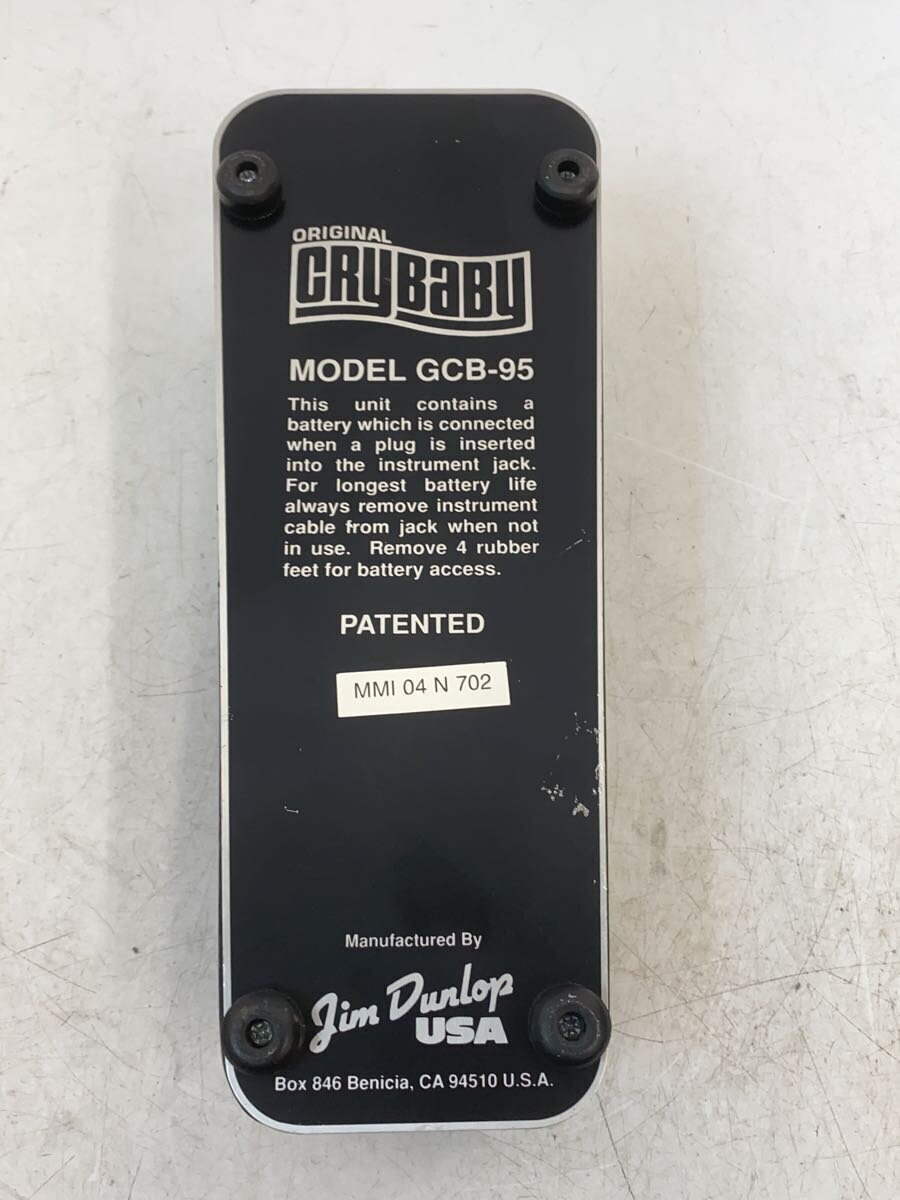 ORIGINAL
CRYBABY
MODEL GCB-95
This unit contains a
battery which is connected
when a plug is inserted
into the instrument jack.
For longest battery life
always remove instrument
cable from jack when not
in use. Remove 4 rubber
feet for battery access.
PATENTED
MMI 04 N 702
Manufactured By
Jim Dunlop
USA
Box 846 Benicia, CA 94510 U.S.A.